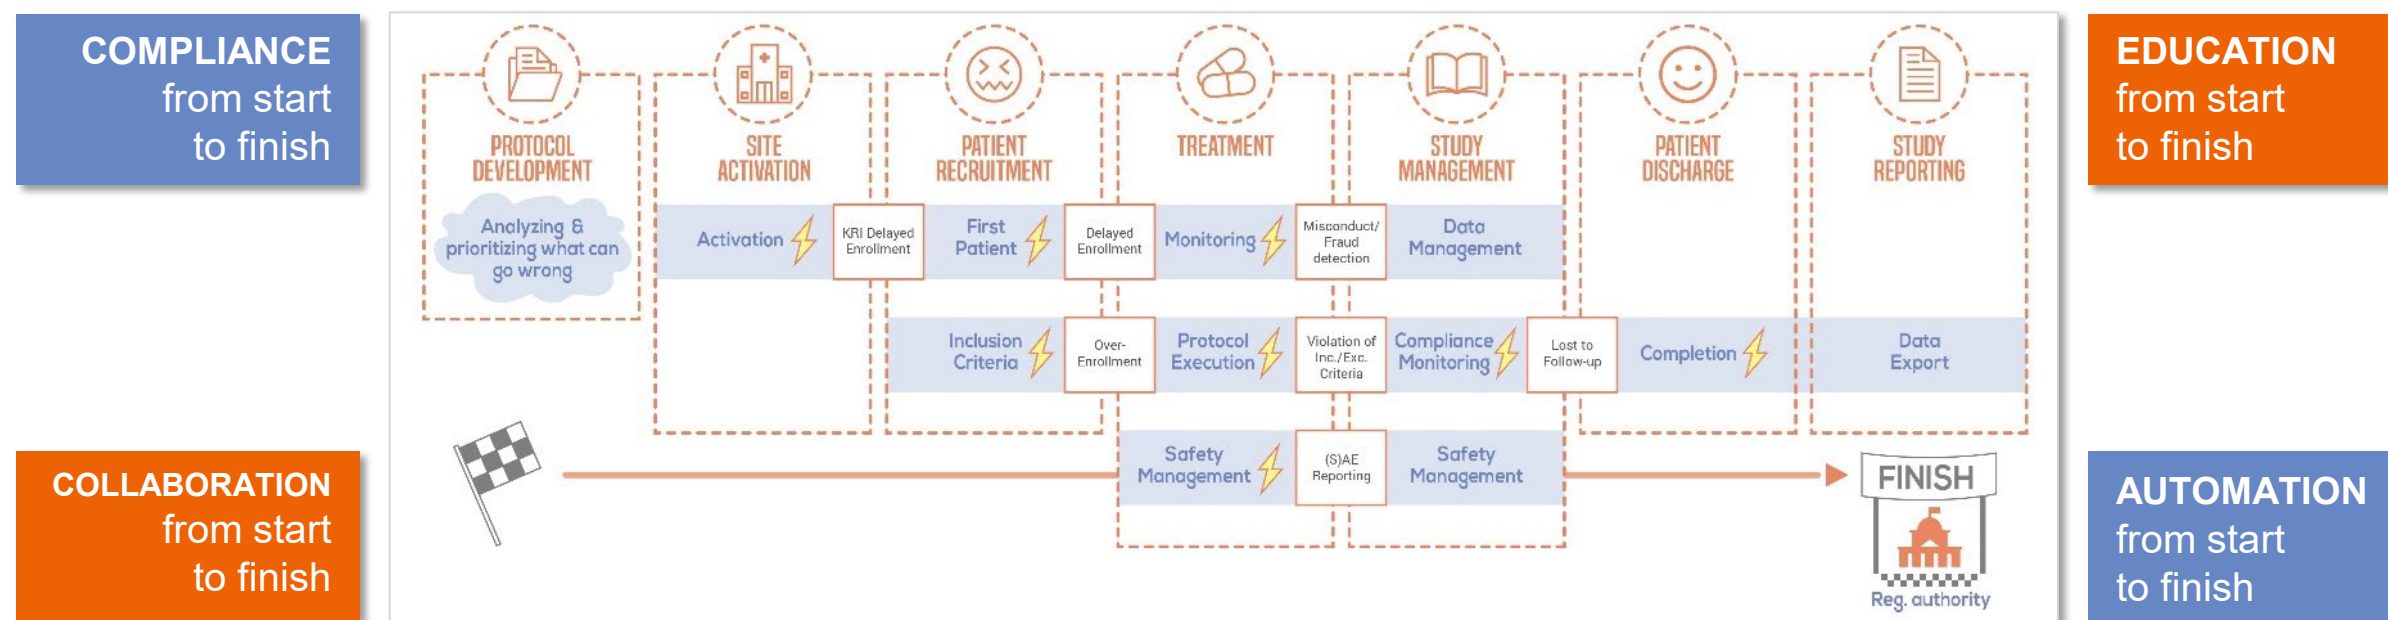 COMPLIANCE
from start
to finish
EDUCATION
from start
to finish
COLLABORATION
from start
to finish
AUTOMATION
from start
to finish
PROTOCOL
DEVELOPMENT
SITE
ACTIVATION
PATIENT
RECRUITMENT
TREATMENT
STUDY
MANAGEMENT
PATIENT
DISCHARGE
STUDY
REPORTING
Analyzing &
prioritizing what can
go wrong
Activation
KRI Delayed
Enrollment
First
Patient
Delayed
Enrollment
Monitoring
Misconduct/
Fraud
detection
Data
Management
Inclusion
Criteria
Over-
Enrollment
Protocol
Execution
Violation of
Inc./Exc.
Criteria
Compliance
Monitoring
Lost to
Follow-up
Completion
Data
Export
Safety
Management
(S)AE
Reporting
Safety
Management
FINISH
Reg. authority